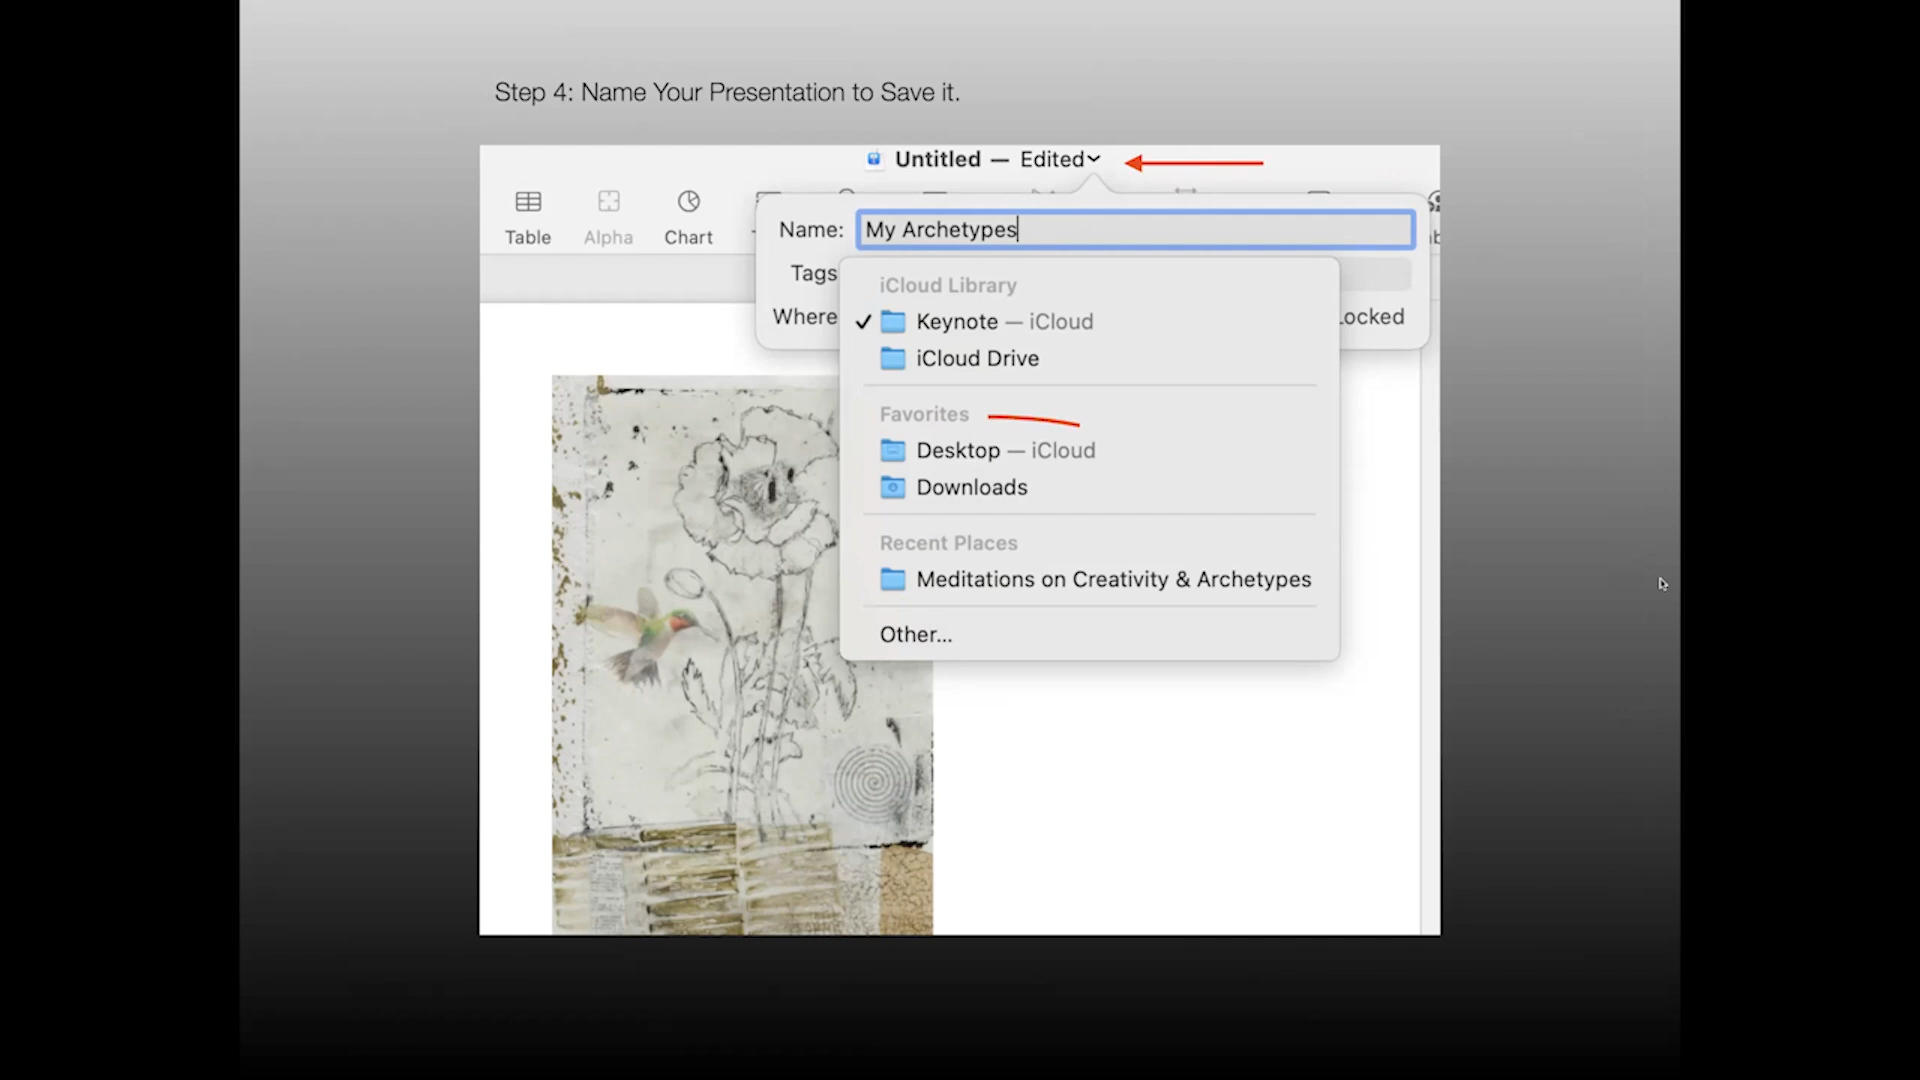 Step 4: Name Your Presentation to Save it.
Untitled — Edited
Table
Alpha
Chart
Name: My Archetypes
Tags
Where
Locked
iCloud Library
✓ Keynote — iCloud
iCloud Drive
Favorites
Desktop — iCloud
Downloads
Recent Places
Meditations on Creativity & Archetypes
Other...